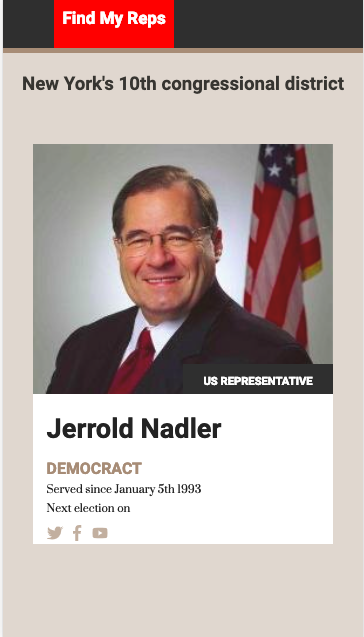 Find My Reps
New York's 10th congressional district
US REPRESENTATIVE
Jerrold Nadler
DEMOCRACT
Served since January 5th 1993
Next election on